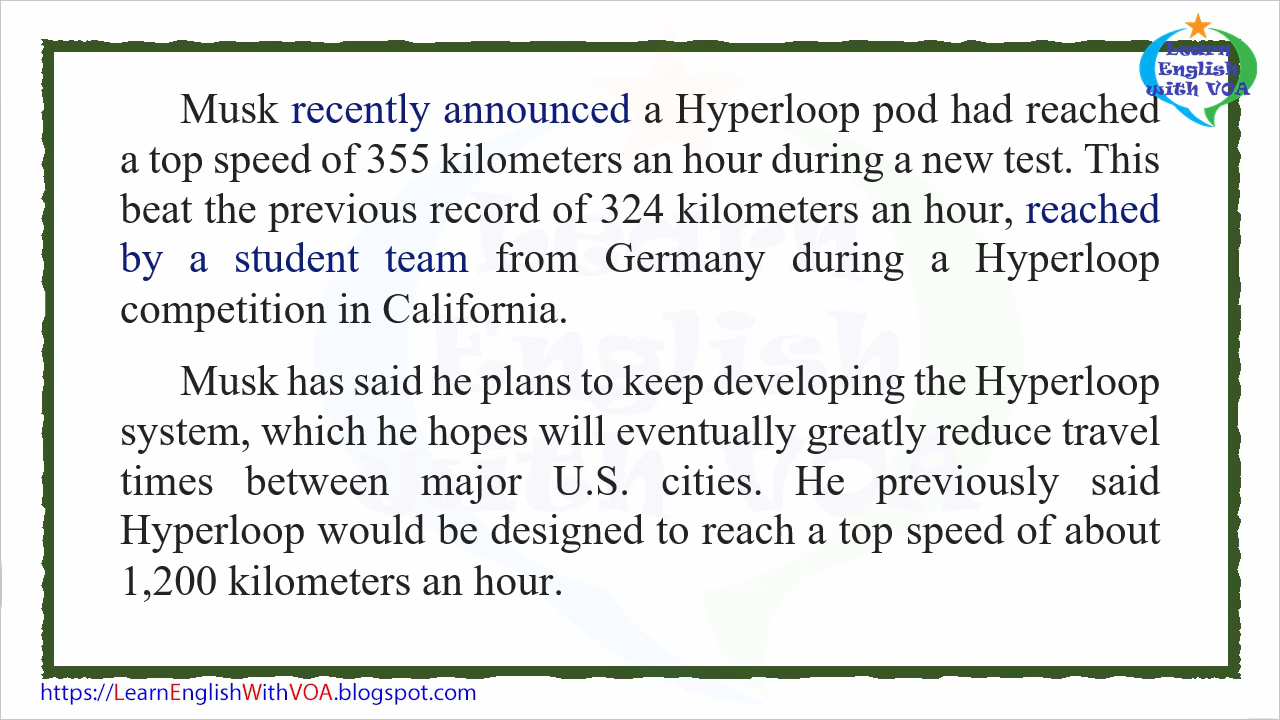 Learn
English
with VOA
Musk recently announced a Hyperloop pod had reached
a top speed of 355 kilometers an hour during a new test. This
beat the previous record of 324 kilometers an hour, reached
by a student team from Germany during a Hyperloop
competition in California.
Musk has said he plans to keep developing the Hyperloop
system, which he hopes will eventually greatly reduce travel
times between major U.S. cities. He previously said
Hyperloop would be designed to reach a top speed of about
1,200 kilometers an hour.
Learn
English
with VOA
https://LearnEnglishWithVOA.blogspot.com